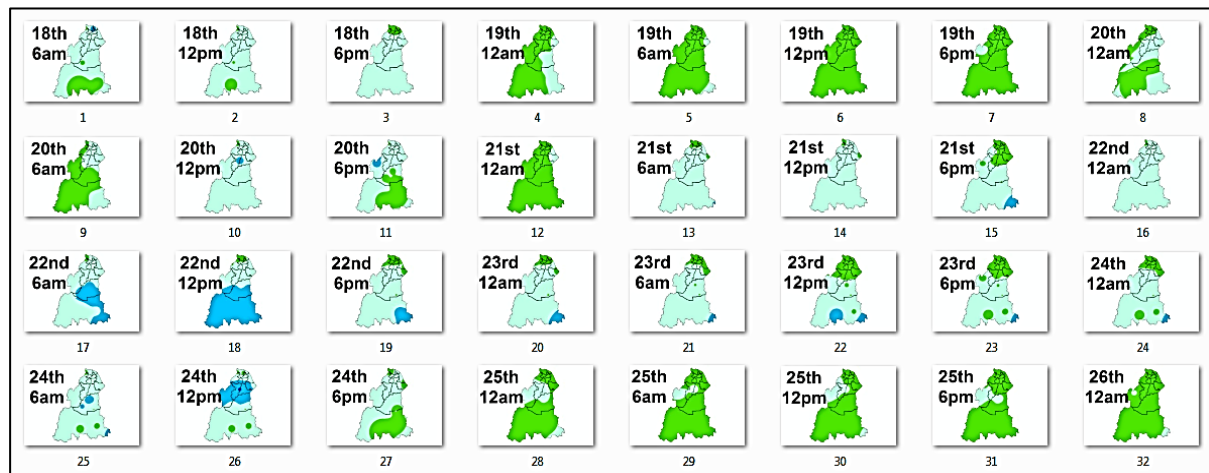 18th
6am
1
18th
12pm
2
18th
6pm
3
19th
12am
4
19th
6am
5
19th
12pm
6
19th
6pm
7
20th
12am
8
20th
6am
9
20th
12pm
10
20th
6pm
11
21st
12am
12
21st
6am
13
21st
12pm
14
21st
6pm
15
22nd
12am
16
22nd
6am
17
22nd
12pm
18
22nd
6pm
19
23rd
12am
20
23rd
6am
21
23rd
12pm
22
23rd
6pm
23
24th
12am
24
24th
6am
25
24th
12pm
26
24th
6pm
27
25th
12am
28
25th
6am
29
25th
12pm
30
25th
6pm
31
26th
12am
32